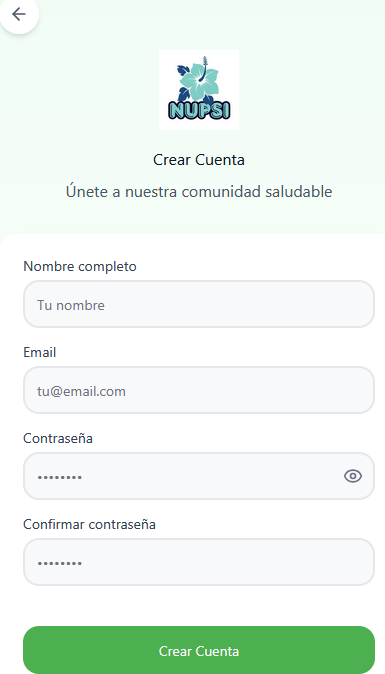 NUPSI
Crear Cuenta
Únete a nuestra comunidad saludable
Nombre completo
Tu nombre
Email
tu@email.com
Contraseña
••••••••
Confirmar contraseña
••••••••
Crear Cuenta